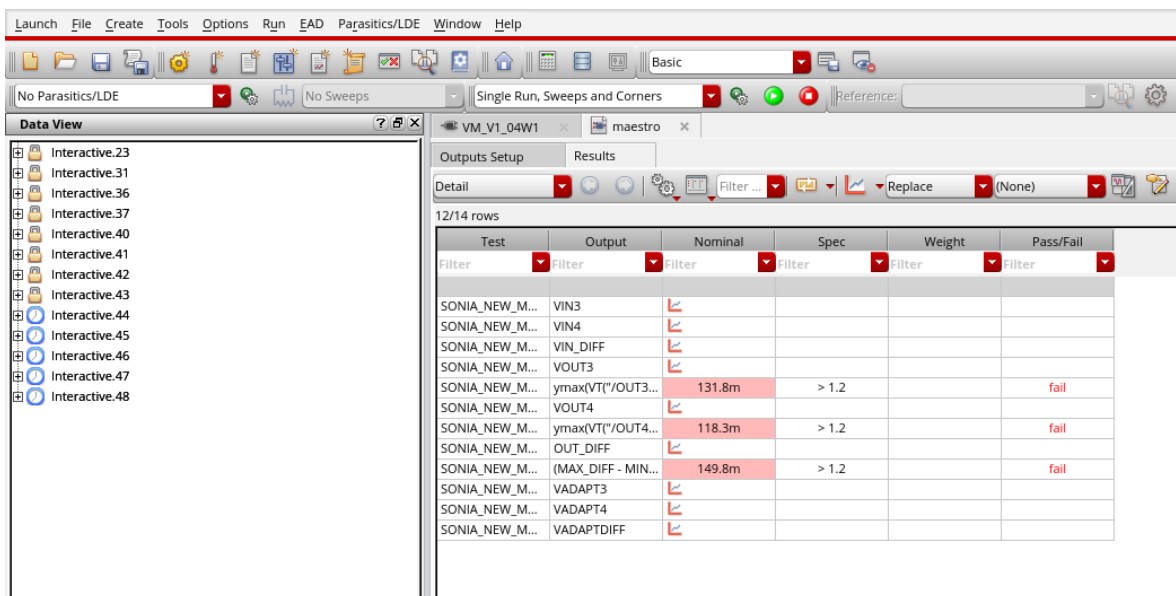 Launch File Create Tools Options Run EAD Parasitics/LDE Window Help
Basic
No Parasitics/LDE No Sweeps Single Run, Sweeps and Corners Reference:
Data View
Interactive.23
Interactive.31
Interactive.36
Interactive.37
Interactive.40
Interactive.41
Interactive.42
Interactive.43
Interactive.44
Interactive.45
Interactive.46
Interactive.47
Interactive.48
VM_V1_04W1 maestro
Outputs Setup Results
Detail Filter ... Replace (None)
12/14 rows
Test Output Nominal Spec Weight Pass/Fail
Filter Filter Filter Filter Filter Filter
SONIA_NEW_M... VIN3
SONIA_NEW_M... VIN4
SONIA_NEW_M... VIN_DIFF
SONIA_NEW_M... VOUT3
SONIA_NEW_M... ymax(VT("/OUT3... 131.8m > 1.2 fail
SONIA_NEW_M... VOUT4
SONIA_NEW_M... ymax(VT("/OUT4... 118.3m > 1.2 fail
SONIA_NEW_M... OUT_DIFF
SONIA_NEW_M... (MAX_DIFF - MIN... 149.8m > 1.2 fail
SONIA_NEW_M... VADAPT3
SONIA_NEW_M... VADAPT4
SONIA_NEW_M... VADAPTDIFF